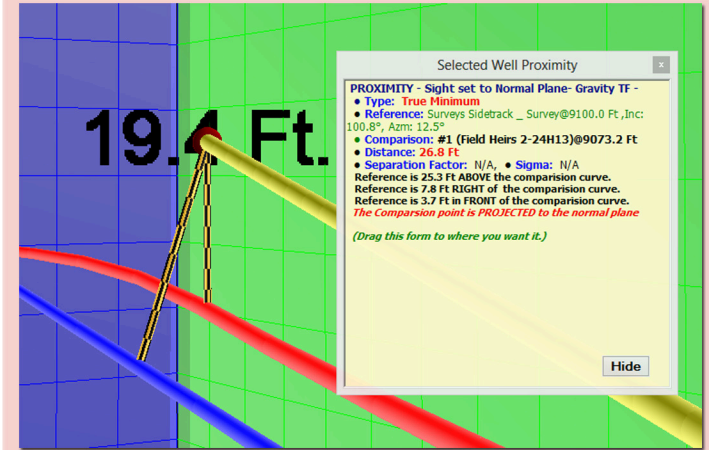 19.4 Ft.
Selected Well Proximity
x
PROXIMITY - Sight set to Normal Plane- Gravity TF -
• Type: True Minimum
• Reference: Surveys Sidetrack _ Survey@9100.0 Ft ,Inc:
100.8°, Azm: 12.5°
• Comparison: #1 (Field Heirs 2-24H13)@9073.2 Ft
• Distance: 26.8 Ft
• Separation Factor: N/A, • Sigma: N/A
Reference is 25.3 Ft ABOVE the comparision curve.
Reference is 7.8 Ft RIGHT of the comparision curve.
Reference is 3.7 Ft in FRONT of the comparision curve.
The Comparsion point is PROJECTED to the normal plane
(Drag this form to where you want it.)
Hide